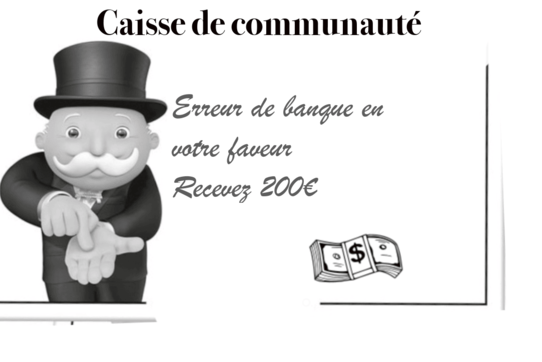 Caisse de communauté
Erreur de banque en
votre faveur
Recevez 200€
$